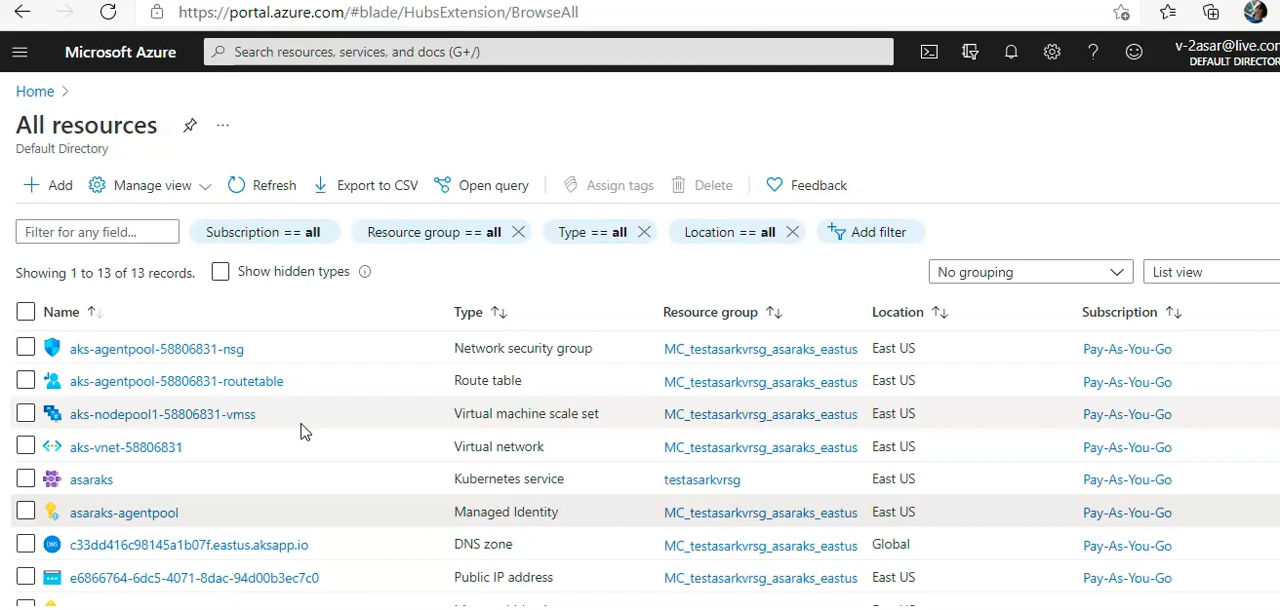 https://portal.azure.com/#blade/HubsExtension/BrowseAll
Microsoft Azure
Search resources, services, and docs (G+/)
v-2asar@live.com
DEFAULT DIRECTOR
Home >
All resources
Default Directory
Add Manage view Refresh Export to CSV Open query Assign tags Delete Feedback
Filter for any field... Subscription == all Resource group == all Type == all Location == all Add filter
Showing 1 to 13 of 13 records. Show hidden types No grouping List view
Name Type Resource group Location Subscription
aks-agentpool-58806831-nsg Network security group MC_testasarkvrsg_asaraks_eastus East US Pay-As-You-Go
aks-agentpool-58806831-routetable Route table MC_testasarkvrsg_asaraks_eastus East US Pay-As-You-Go
aks-nodepool1-58806831-vmss Virtual machine scale set MC_testasarkvrsg_asaraks_eastus East US Pay-As-You-Go
aks-vnet-58806831 Virtual network MC_testasarkvrsg_asaraks_eastus East US Pay-As-You-Go
asaraks Kubernetes service testasarkvrsg East US Pay-As-You-Go
asaraks-agentpool Managed Identity MC_testasarkvrsg_asaraks_eastus East US Pay-As-You-Go
c33dd416c98145a1b07f.eastus.aksapp.io DNS zone MC_testasarkvrsg_asaraks_eastus Global Pay-As-You-Go
e6866764-6dc5-4071-8dac-94d00b3ec7c0 Public IP address MC_testasarkvrsg_asaraks_eastus East US Pay-As-You-Go